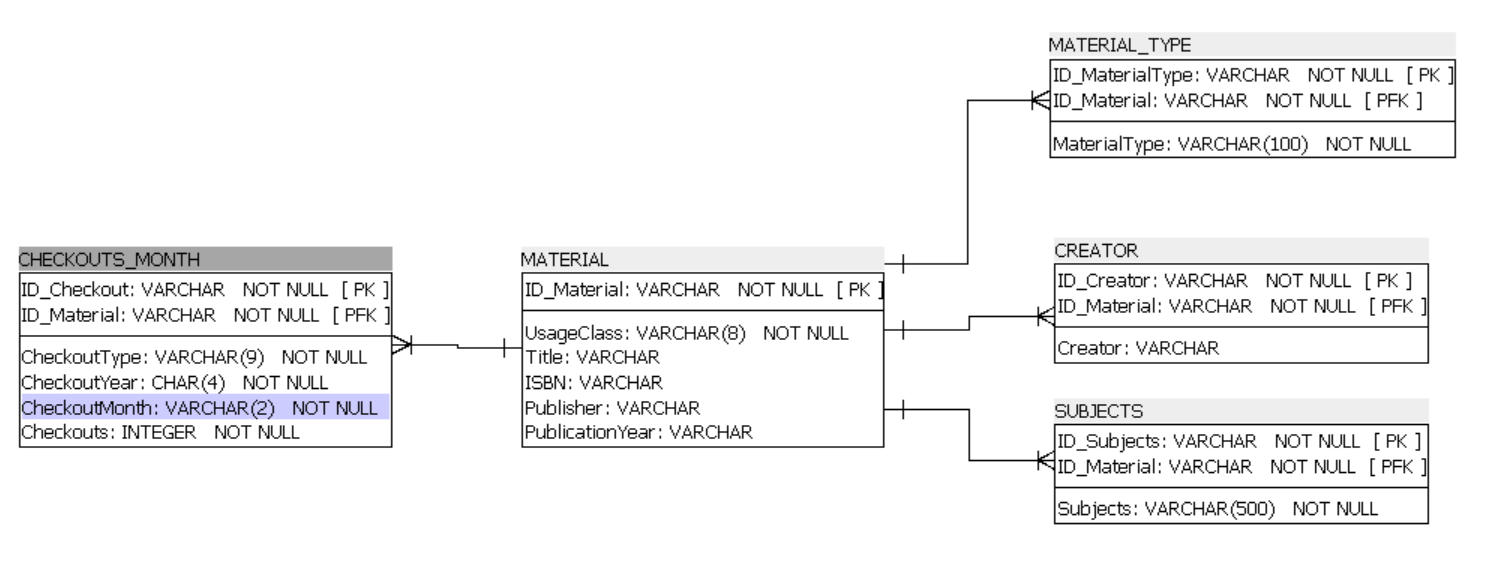 MATERIAL_TYPE
ID_MaterialType: VARCHAR NOT NULL [ PK ]
ID_Material: VARCHAR NOT NULL [ PFK ]
MaterialType: VARCHAR(100) NOT NULL
CHECKOUTS_MONTH
ID_Checkout: VARCHAR NOT NULL [ PK ]
ID_Material: VARCHAR NOT NULL [ PFK ]
CheckoutType: VARCHAR(9) NOT NULL
CheckoutYear: CHAR(4) NOT NULL
CheckoutMonth: VARCHAR(2) NOT NULL
Checkouts: INTEGER NOT NULL
MATERIAL
ID_Material: VARCHAR NOT NULL [ PK ]
UsageClass: VARCHAR(8) NOT NULL
Title: VARCHAR
ISBN: VARCHAR
Publisher: VARCHAR
PublicationYear: VARCHAR
CREATOR
ID_Creator: VARCHAR NOT NULL [ PK ]
ID_Material: VARCHAR NOT NULL [ PFK ]
Creator: VARCHAR
SUBJECTS
ID_Subjects: VARCHAR NOT NULL [ PK ]
ID_Material: VARCHAR NOT NULL [ PFK ]
Subjects: VARCHAR(500) NOT NULL